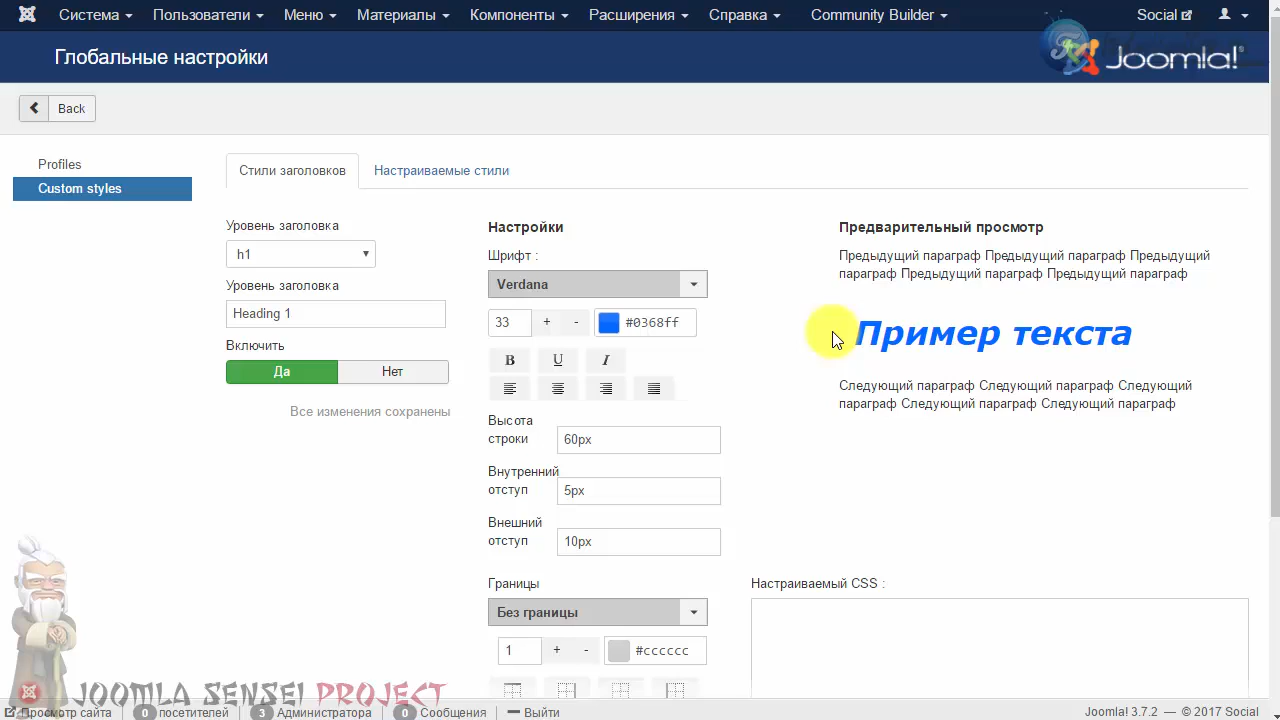 Система Пользователи Меню Материалы Компоненты Расширения Справка Community Builder Social
Глобальные настройки
Joomla!
Back
Profiles
Custom styles
Стили заголовков Настраиваемые стили
Уровень заголовка
h1
Уровень заголовка
Heading 1
Включить
Да Нет
Все изменения сохранены
Настройки
Шрифт :
Verdana
33 + - #0368ff
B U I
Высота
строки
60px
Внутренний
отступ
5px
Внешний
отступ
10px
Границы
Без границы
1 + - #cccccc
Предварительный просмотр
Предыдущий параграф Предыдущий параграф Предыдущий
параграф Предыдущий параграф Предыдущий параграф
Пример текста
Следующий параграф Следующий параграф Следующий
параграф Следующий параграф Следующий параграф
Настраиваемый CSS :
JOOMLA SENSEI PROJECT
Просмотр сайта 0 посетителей 3 Администратора 0 Сообщения Выйти
Joomla! 3.7.2 — © 2017 Social